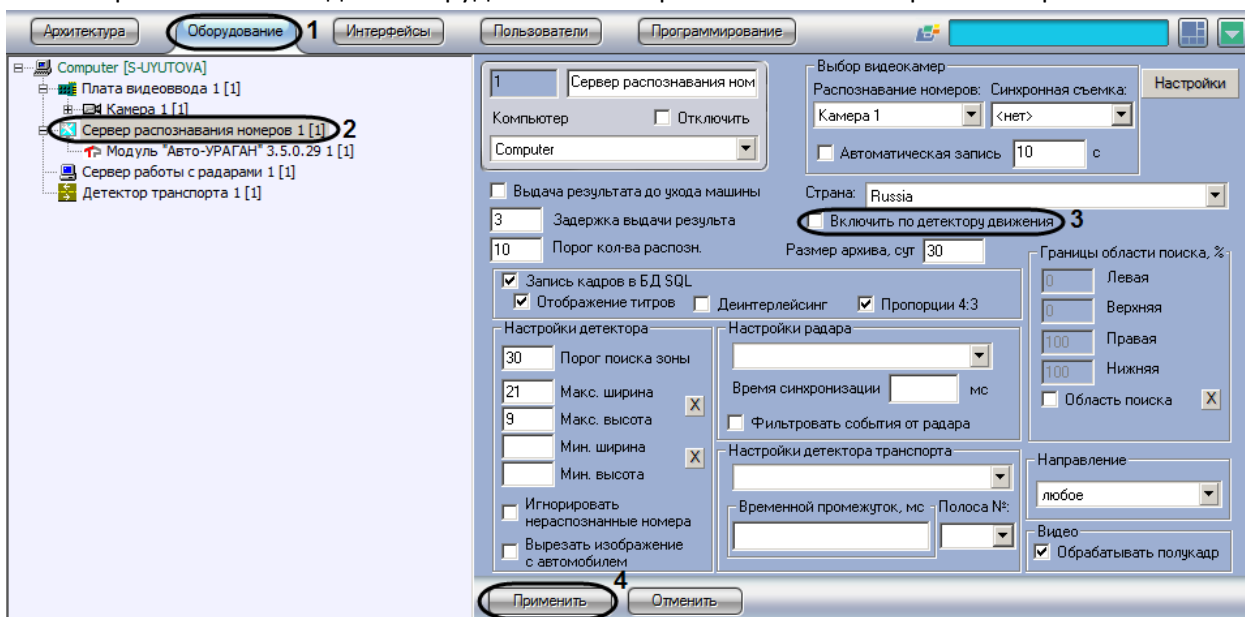 Архитектура Оборудование 1 Интерфейсы Пользователи Программирование
Computer [S-UYUTOVA]
Плата видеоввода 1 [1]
Камера 1 [1]
Сервер распознавания номеров 1 [1] 2
Модуль "Авто-УРАГАН" 3.5.0.29 1 [1]
Сервер работы с радарами 1 [1]
Детектор транспорта 1 [1]
1 Сервер распознавания ном
Компьютер Отключить
Computer
Выбор видеокамер
Распознавание номеров: Синхронная съемка:
Камера 1 <нет>
Автоматическая запись 10 с
Настройки
Выдача результата до ухода машины
3 Задержка выдачи результа
10 Порог кол-ва распозн.
Страна: Russia
Включить по детектору движения 3
Размер архива, сут 30
Запись кадров в БД SQL
Отображение титров Деинтерлейсинг Пропорции 4:3
Границы области поиска, %
0 Левая
0 Верхняя
100 Правая
100 Нижняя
Область поиска X
Настройки детектора
30 Порог поиска зоны
21 Макс. ширина
X
9 Макс. высота
Мин. ширина
X
Мин. высота
Игнорировать
нераспознанные номера
Вырезать изображение
с автомобилем
Настройки радара
Время синхронизации мс
Фильтровать события от радара
Настройки детектора транспорта
Временной промежуток, мс Полоса №:
Направление
любое
Видео
Обрабатывать полукадр
4
Применить Отменить